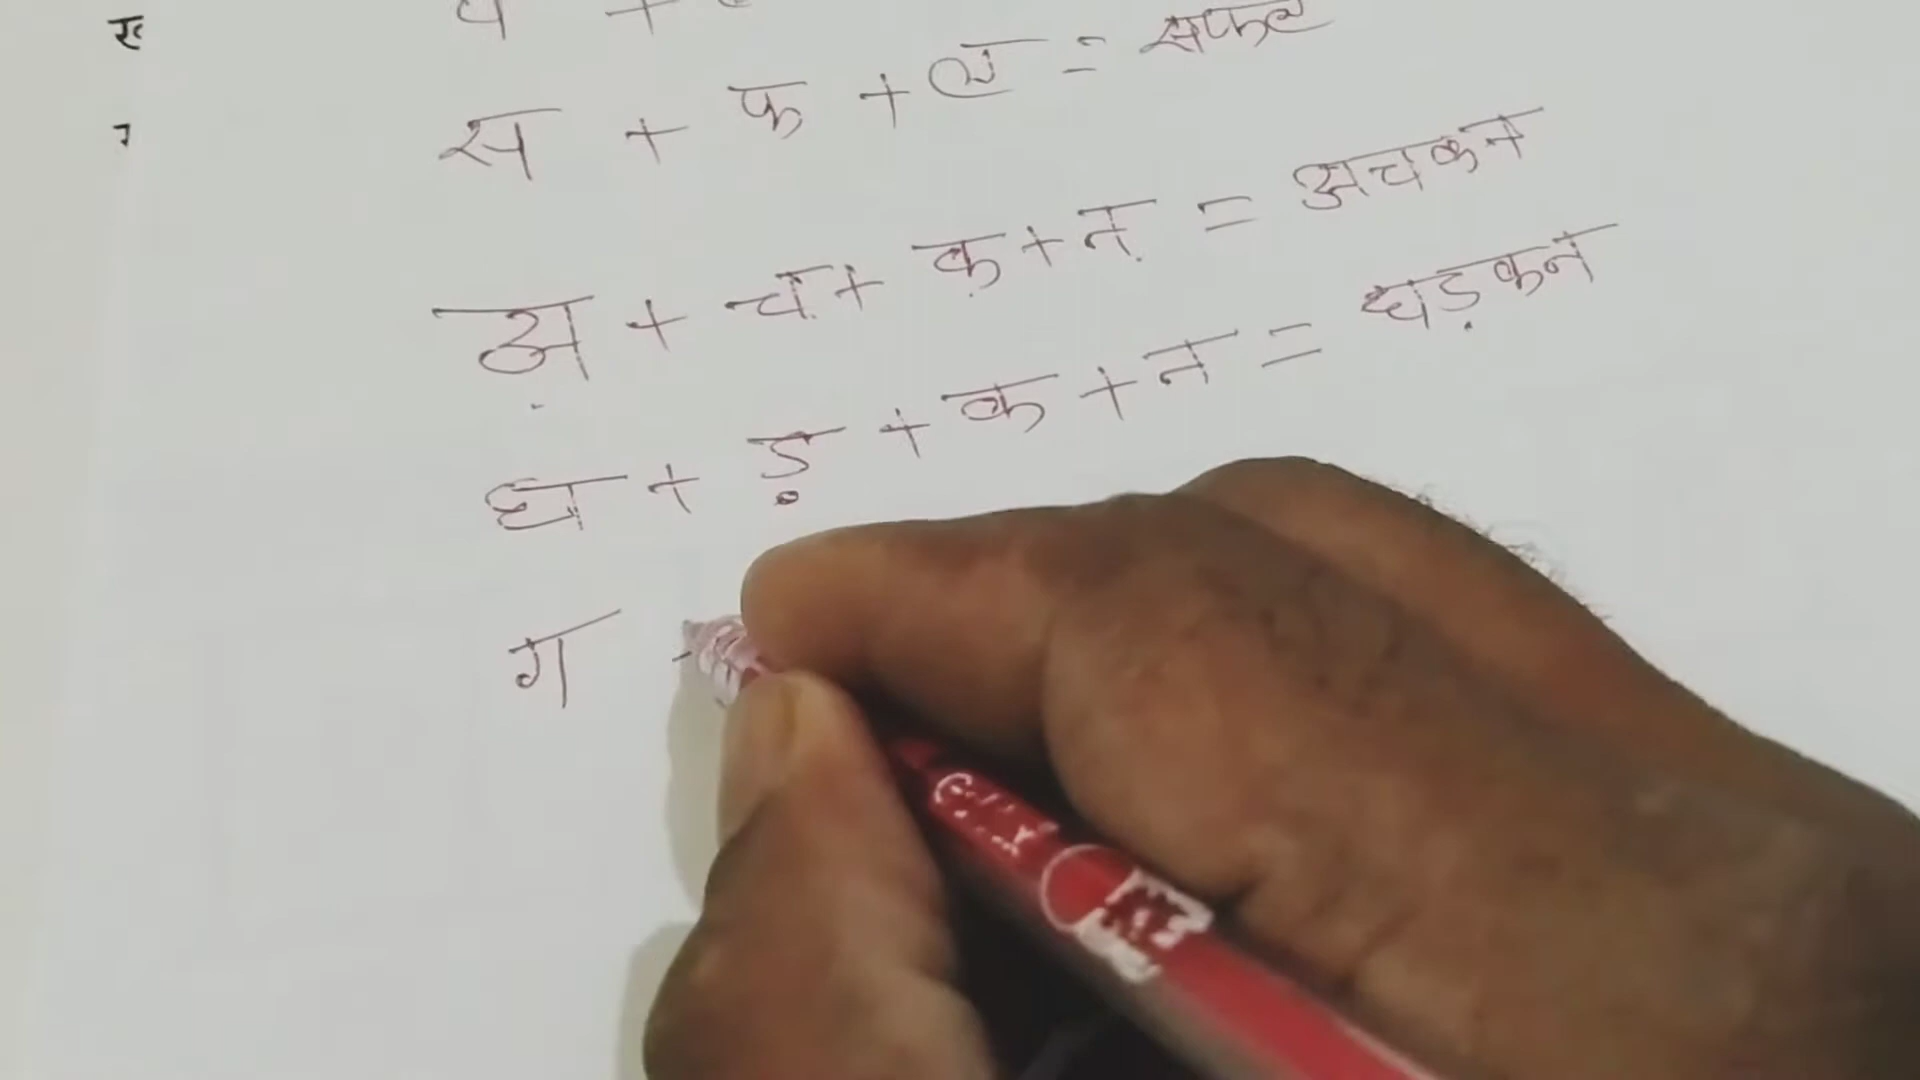 स + फ + ल = सफल
अ + च + क + न = अचकन
ध + ड़ + क + न = धड़कन
ग